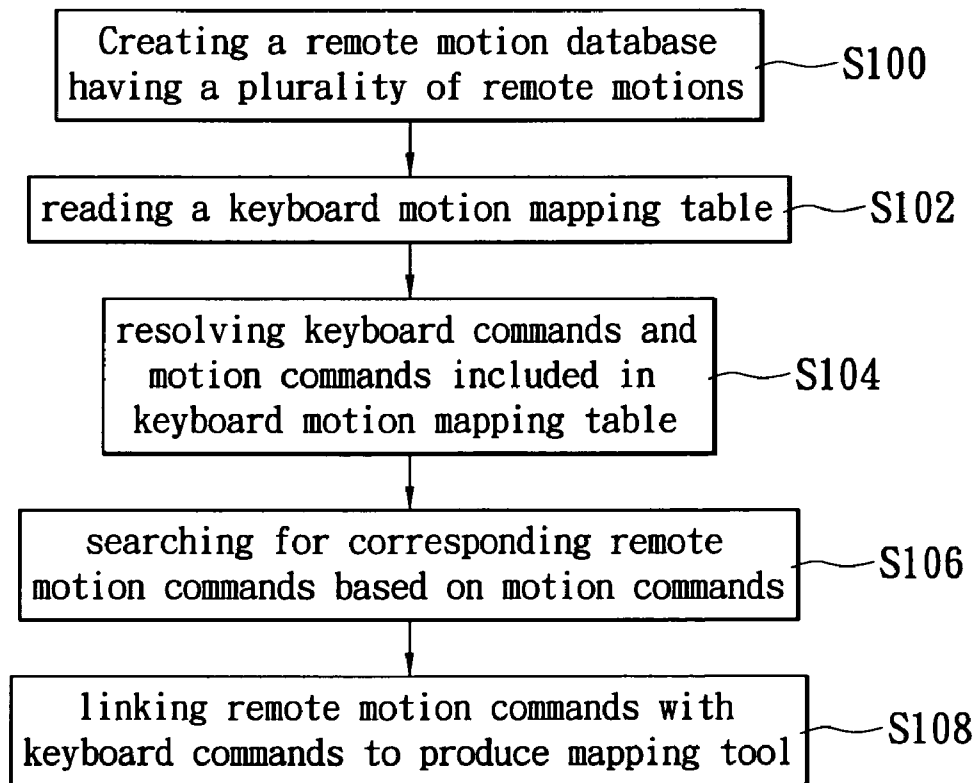 Creating a remote motion database
having a plurality of remote motions
S100
reading a keyboard motion mapping table
S102
resolving keyboard commands and
motion commands included in
keyboard motion mapping table
S104
searching for corresponding remote
motion commands based on motion commands
S106
linking remote motion commands with
keyboard commands to produce mapping tool
S108